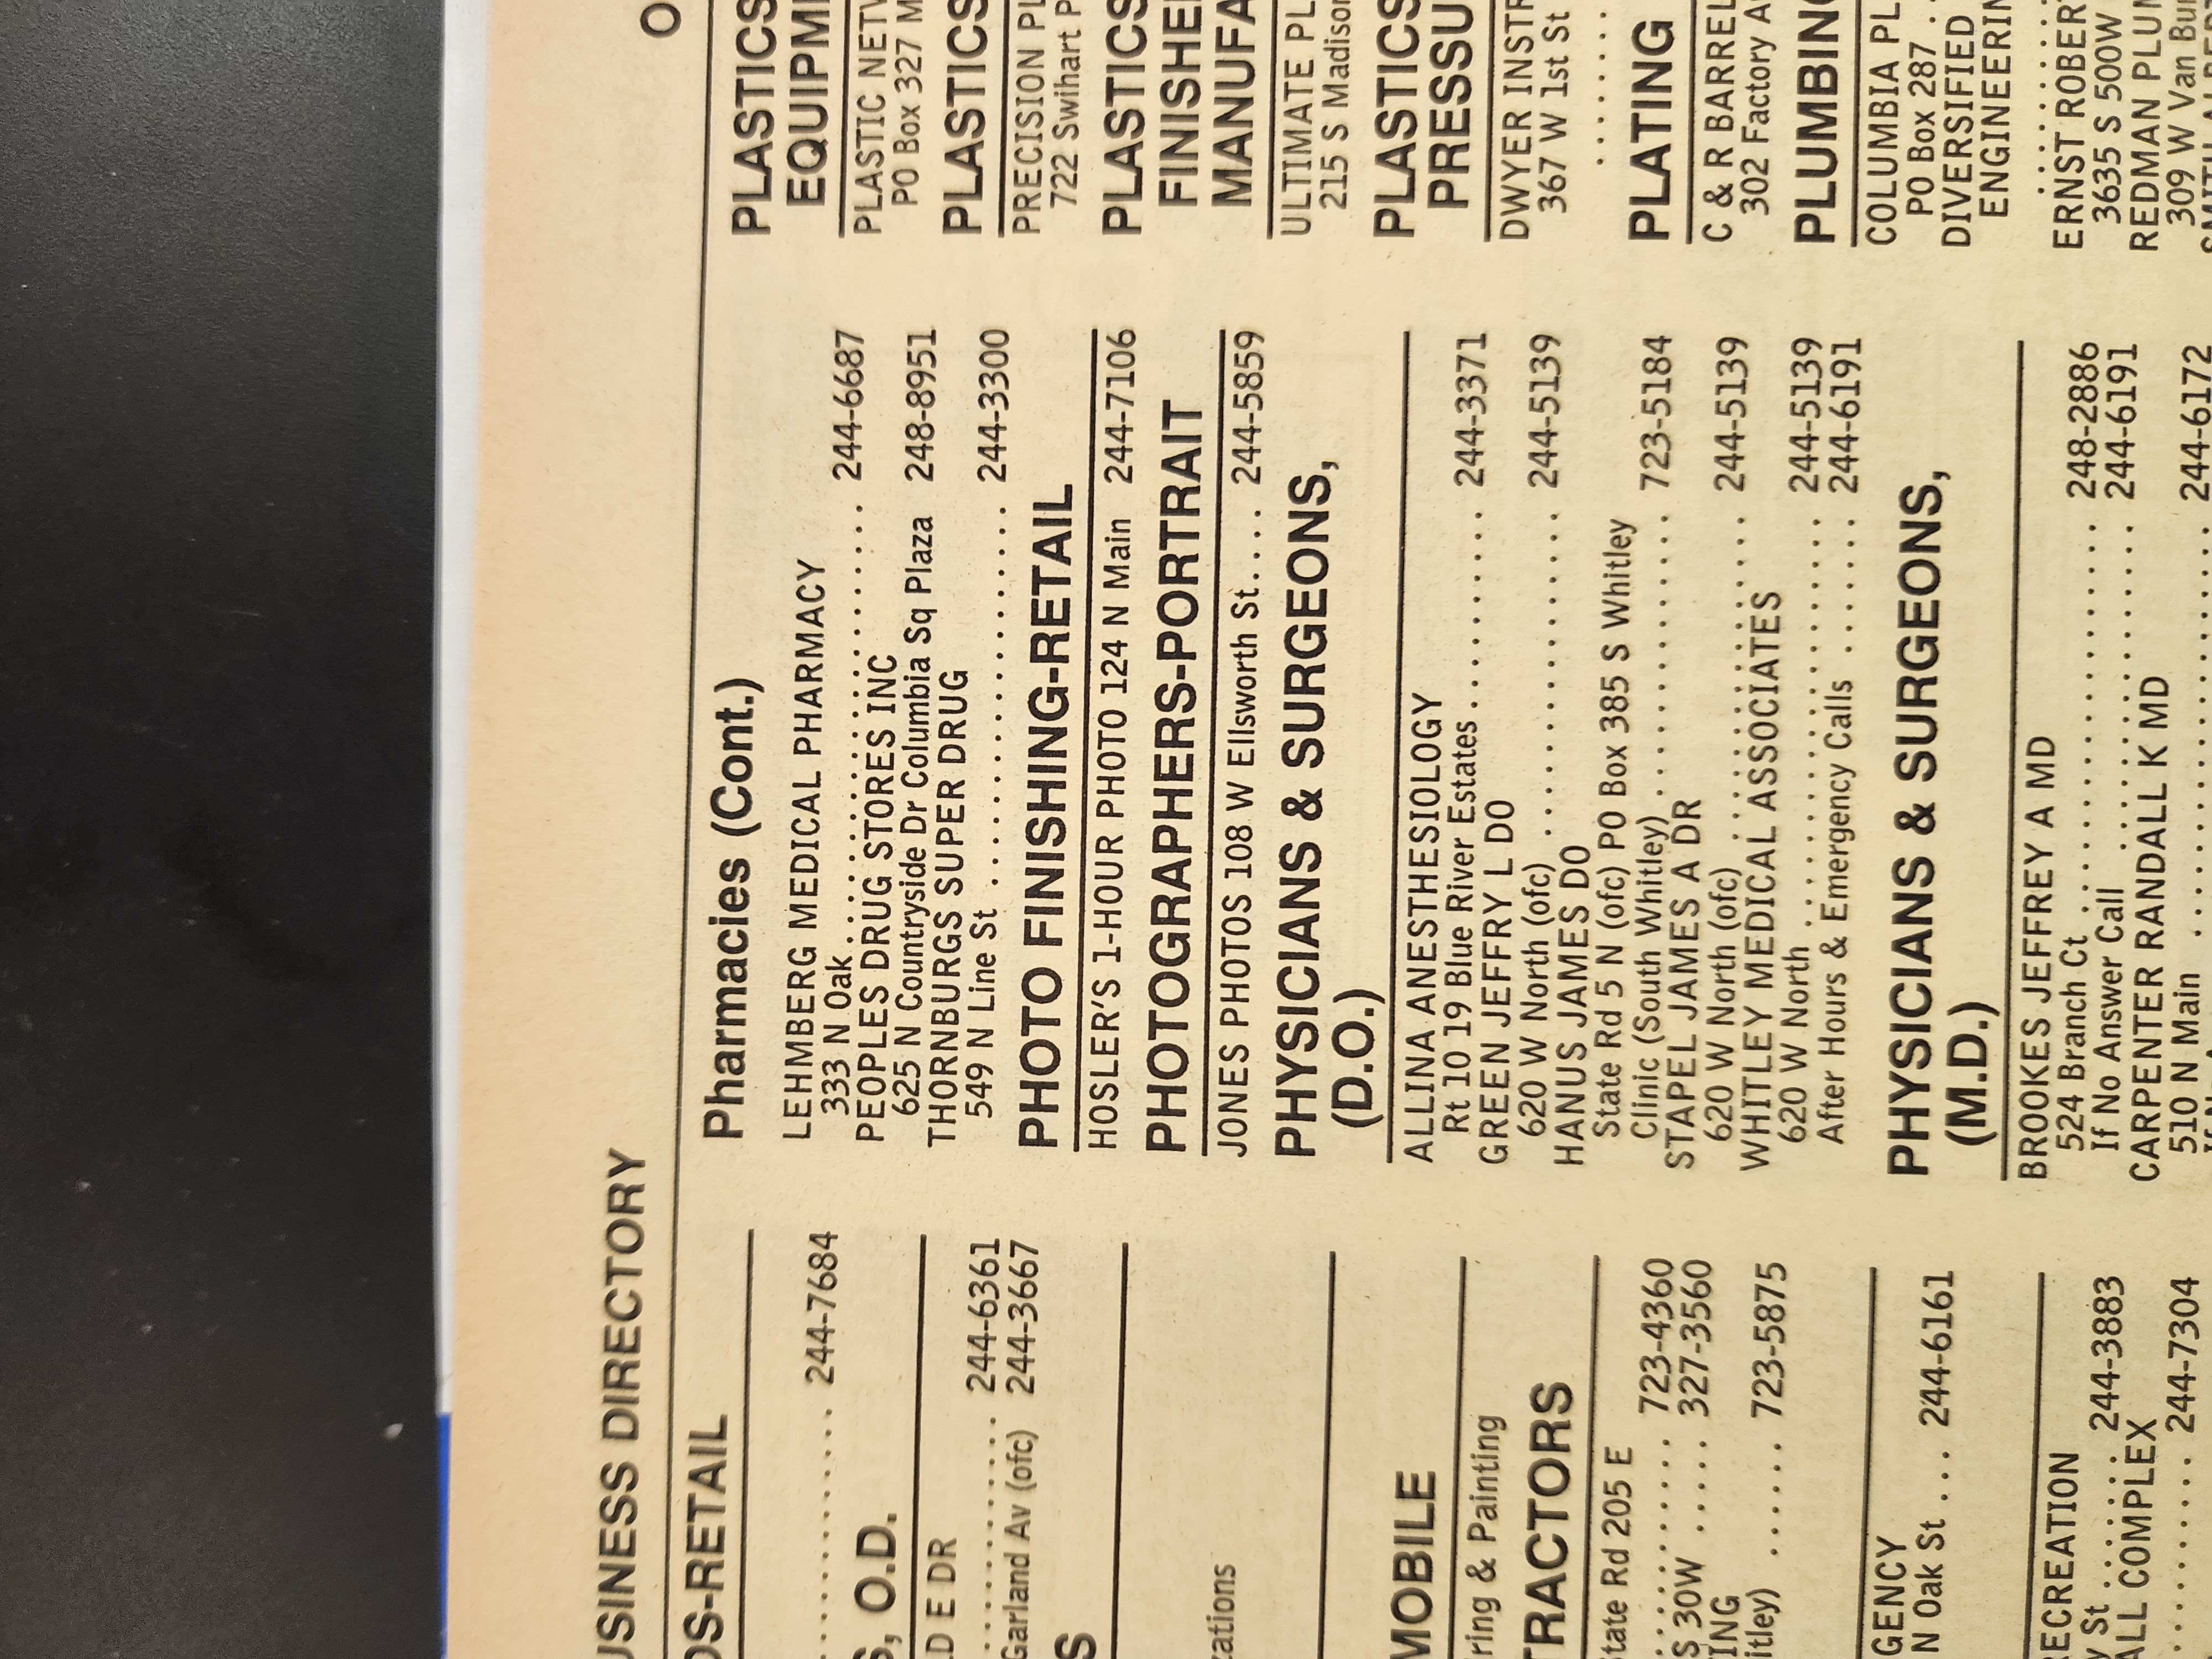 USINESS DIRECTORY
OS-RETAIL
244-7684
S, O.D.
D E DR
244-6361
Garland Av (ofc) 244-3667
S
cations
MOBILE
ring & Painting
TRACTORS
State Rd 205 E
723-4360
S 30W 327-3560
ING
itley) 723-5875
GENCY
N Oak St 244-6161
RECREATION
y St 244-3883
ALL COMPLEX
244-7304
Pharmacies (Cont.)
LEHMBERG MEDICAL PHARMACY
333 N Oak 244-6687
PEOPLES DRUG STORES INC
625 N Countryside Dr Columbia Sq Plaza 248-8951
THORNBURGS SUPER DRUG
549 N Line St 244-3300
PHOTO FINISHING-RETAIL
HOSLER'S 1-HOUR PHOTO 124 N Main 244-7106
PHOTOGRAPHERS-PORTRAIT
JONES PHOTOS 108 W Ellsworth St 244-5859
PHYSICIANS & SURGEONS,
(D.O.)
ALLINA ANESTHESIOLOGY
Rt 10 19 Blue River Estates 244-3371
GREEN JEFFRY L DO
620 W North (ofc) 244-5139
HANUS JAMES DO
State Rd 5 N (ofc) PO Box 385 S Whitley
Clinic (South Whitley) 723-5184
STAPEL JAMES A DR
620 W North (ofc) 244-5139
WHITLEY MEDICAL ASSOCIATES
620 W North 244-5139
After Hours & Emergency Calls 244-6191
PHYSICIANS & SURGEONS,
(M.D.)
BROOKES JEFFREY A MD
524 Branch Ct 248-2886
If No Answer Call 244-6191
CARPENTER RANDALL K MD
510 N Main 244-6172
O
PLASTICS
EQUIPM
PLASTIC NETW
PO Box 327 M
PLASTICS
PRECISION PL
722 Swihart P
PLASTICS
FINISHE
MANUFA
ULTIMATE PL
215 S Madison
PLASTICS
PRESSU
DWYER INSTR
367 W 1st St
PLATING
C & R BARREL
302 Factory A
PLUMBING
COLUMBIA PL
PO Box 287
DIVERSIFIED
ENGINEERIN
ERNST ROBERT
3635 S 500W
REDMAN PLUM
309 W Van Bu